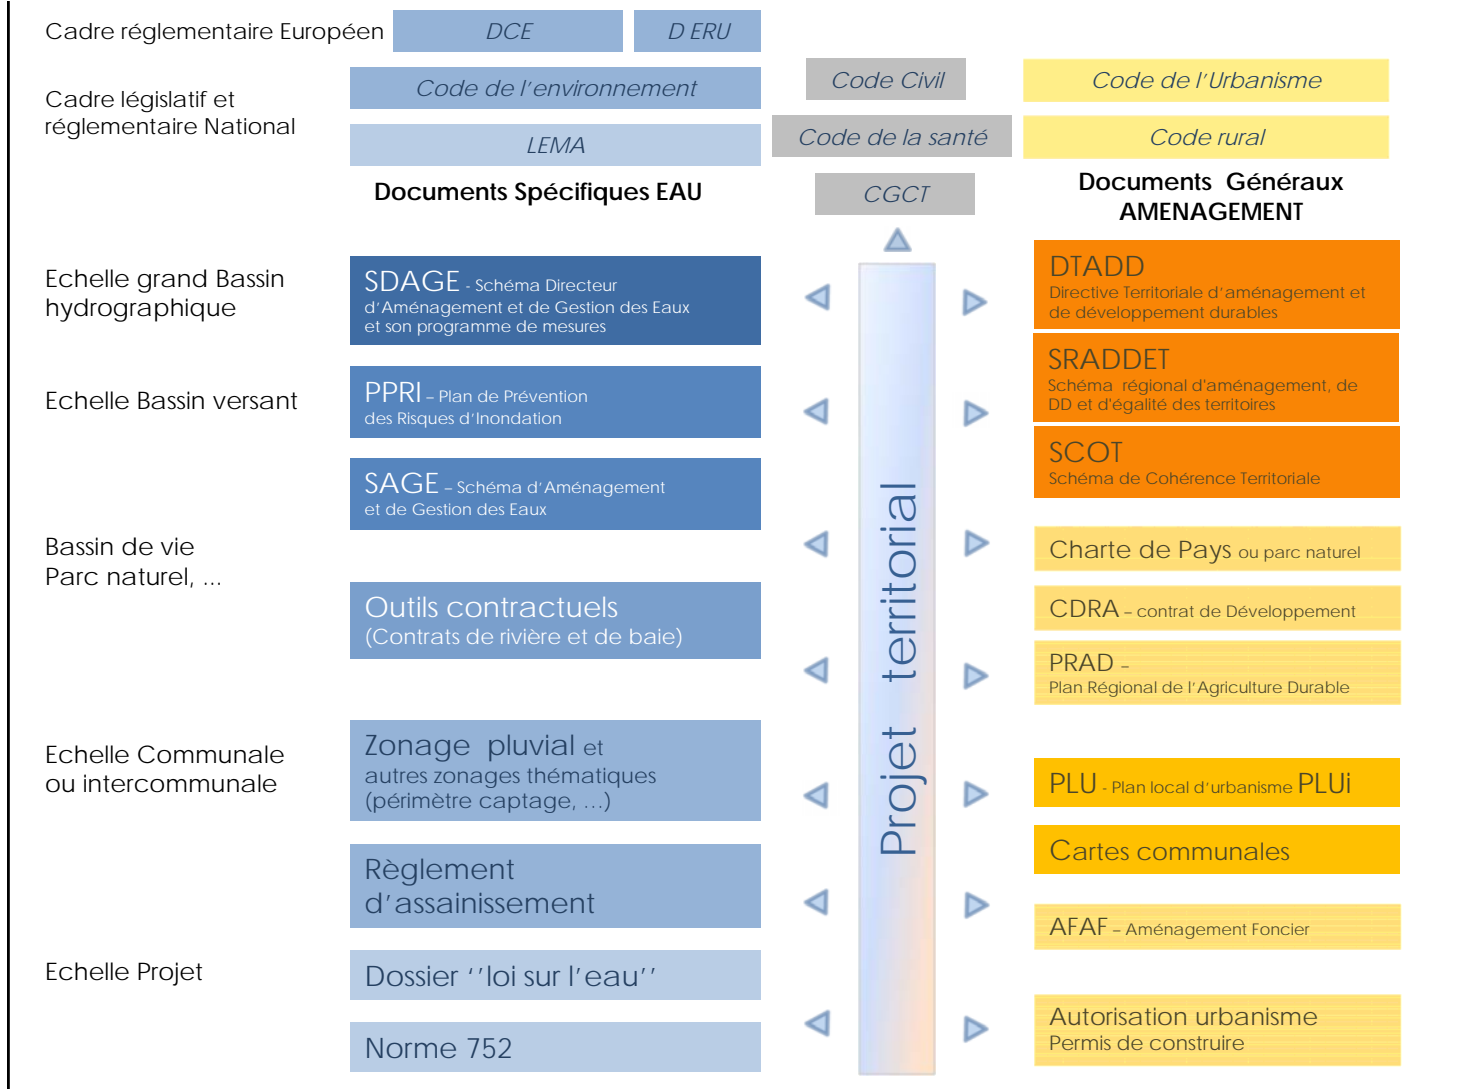 Cadre réglementaire Européen
DCE
D ERU
Cadre législatif et
réglementaire National
Code de l'environnement
LEMA
Code Civil
Code de la santé
CGCT
Code de l'Urbanisme
Code rural
Documents Spécifiques EAU
Documents Généraux
AMENAGEMENT
Echelle grand Bassin
hydrographique
SDAGE - Schéma Directeur
d'Aménagement et de Gestion des Eaux
et son programme de mesures
DTADD
Directive Territoriale d'aménagement et
de développement durables
SRADDET
Schéma régional d'aménagement, de
DD et d'égalité des territoires
Echelle Bassin versant
PPRI – Plan de Prévention
des Risques d'Inondation
SCOT
Schéma de Cohérence Territoriale
SAGE – Schéma d'Aménagement
et de Gestion des Eaux
Bassin de vie
Parc naturel, ...
Charte de Pays ou parc naturel
Outils contractuels
(Contrats de rivière et de baie)
CDRA – contrat de Développement
PRAD –
Plan Régional de l'Agriculture Durable
Projet territorial
Echelle Communale
ou intercommunale
Zonage pluvial et
autres zonages thématiques
(périmètre captage, ...)
PLU - Plan local d'urbanisme PLUi
Cartes communales
Règlement
d'assainissement
AFAF – Aménagement Foncier
Echelle Projet
Dossier ''loi sur l'eau''
Norme 752
Autorisation urbanisme
Permis de construire